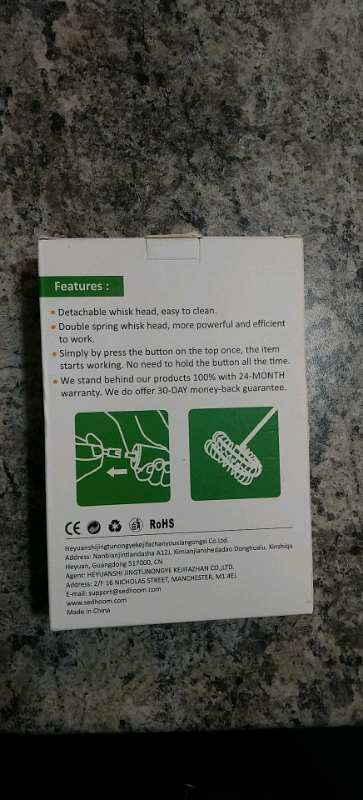 Features :
• Detachable whisk head, easy to clean.
• Double spring whisk head, more powerful and efficient
to work.
• Simply by press the button on the top once, the item
starts working. No need to hold the button all the time.
• We stand behind our products 100% with 24-MONTH
warranty. We do offer 30-DAY money-back guarantee.
CE RoHS
Heyuanshijingtunongyekejifazhanyouxiangongsi Co.Ltd.
Address: Nanbianjintiandasha A12J, Ximianjianshedadao Donghualu, Xinshiqu
Heyuan, Guangdong 517000, CN
Agent: HEYUANSHI JINGTUNONGYE KEJIFAZHAN CO.,LTD.
Address: 2/F 16 NICHOLAS STREET, MANCHESTER, M1 4EJ.
E-mail: support@sedhoom.com
www.sedhoom.com
Made in China